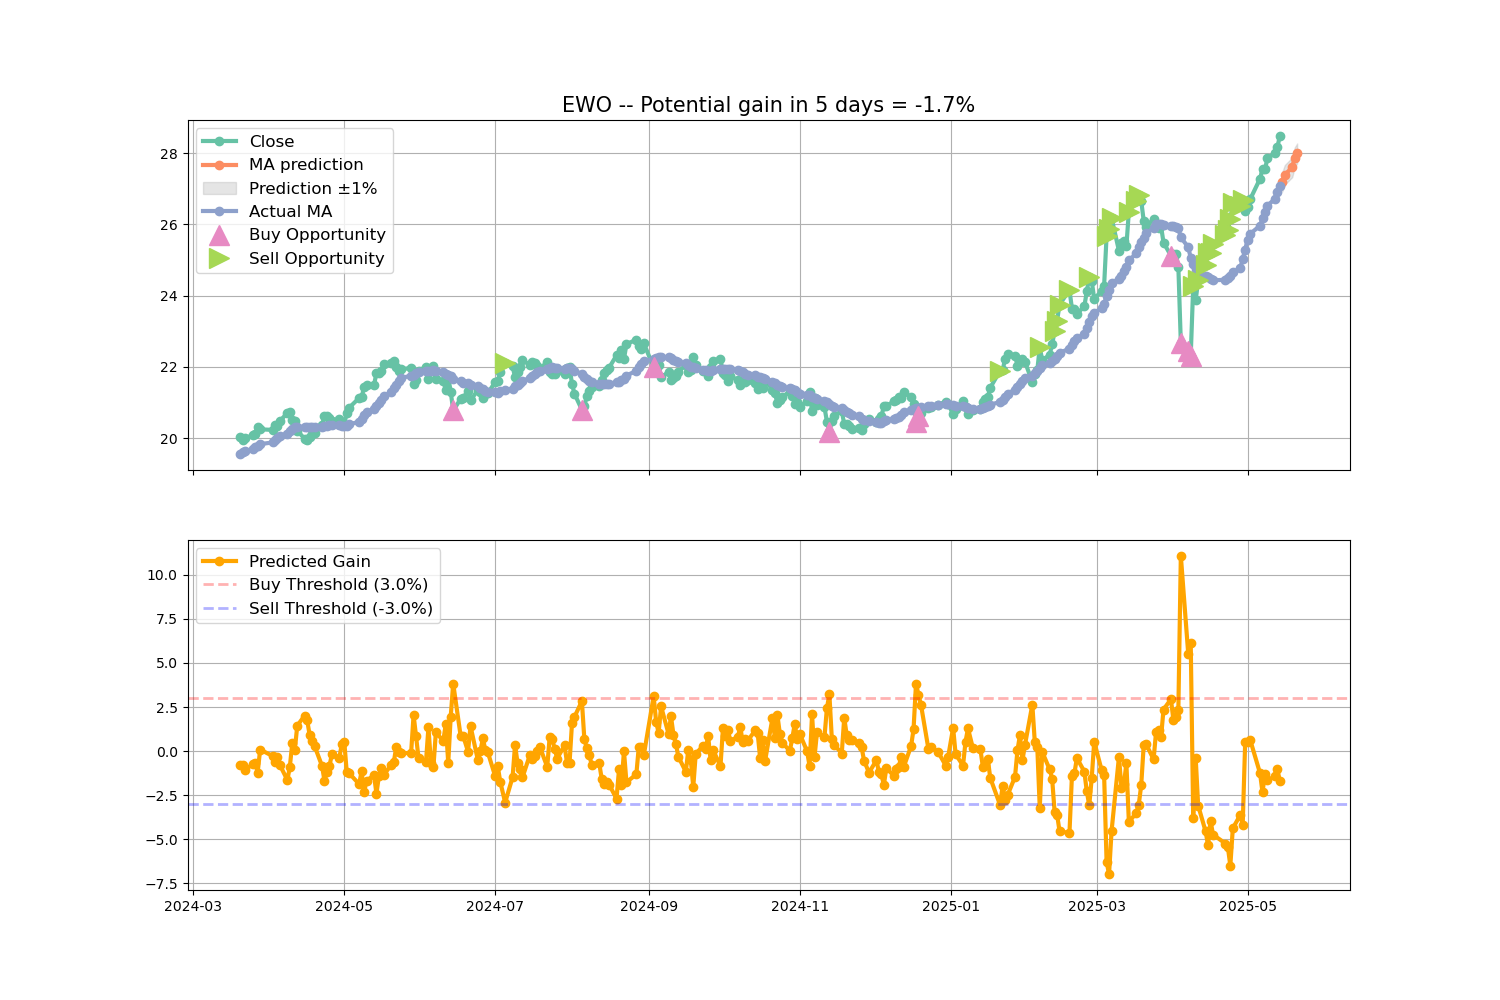 EWO -- Potential gain in 5 days = -1.7%
Close
MA prediction
Prediction ±1%
Actual MA
Buy Opportunity
Sell Opportunity
28
26
24
22
20
Predicted Gain
Buy Threshold (3.0%)
Sell Threshold (-3.0%)
10.0
7.5
5.0
2.5
0.0
−2.5
−5.0
−7.5
2024-03 2024-05 2024-07 2024-09 2024-11 2025-01 2025-03 2025-05